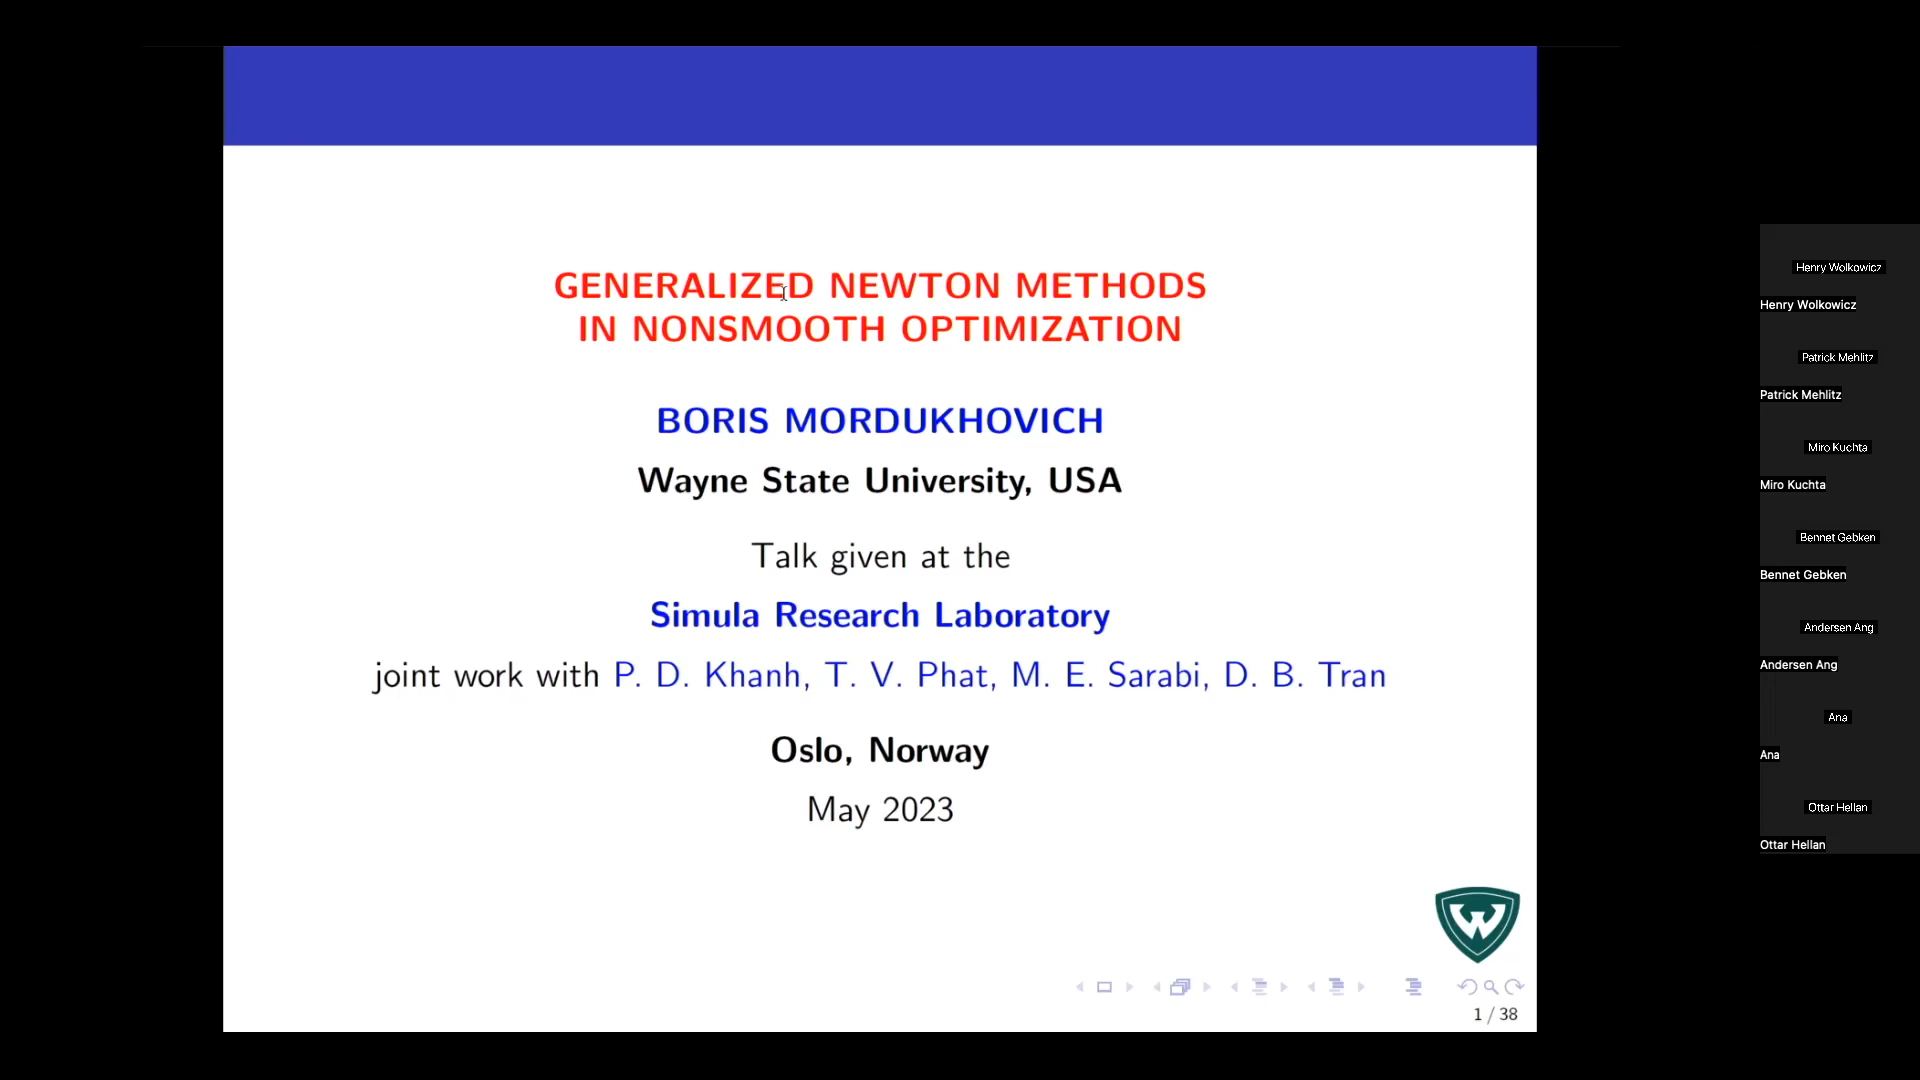 GENERALIZED NEWTON METHODS
IN NONSMOOTH OPTIMIZATION
BORIS MORDUKHOVICH
Wayne State University, USA
Talk given at the
Simula Research Laboratory
joint work with P. D. Khanh, T. V. Phat, M. E. Sarabi, D. B. Tran
Oslo, Norway
May 2023
1 / 38
Henry Wolkowicz
Henry Wolkowicz
Patrick Mehlitz
Patrick Mehlitz
Miro Kuchta
Miro Kuchta
Bennet Gebken
Bennet Gebken
Andersen Ang
Andersen Ang
Ana
Ana
Ottar Hellan
Ottar Hellan